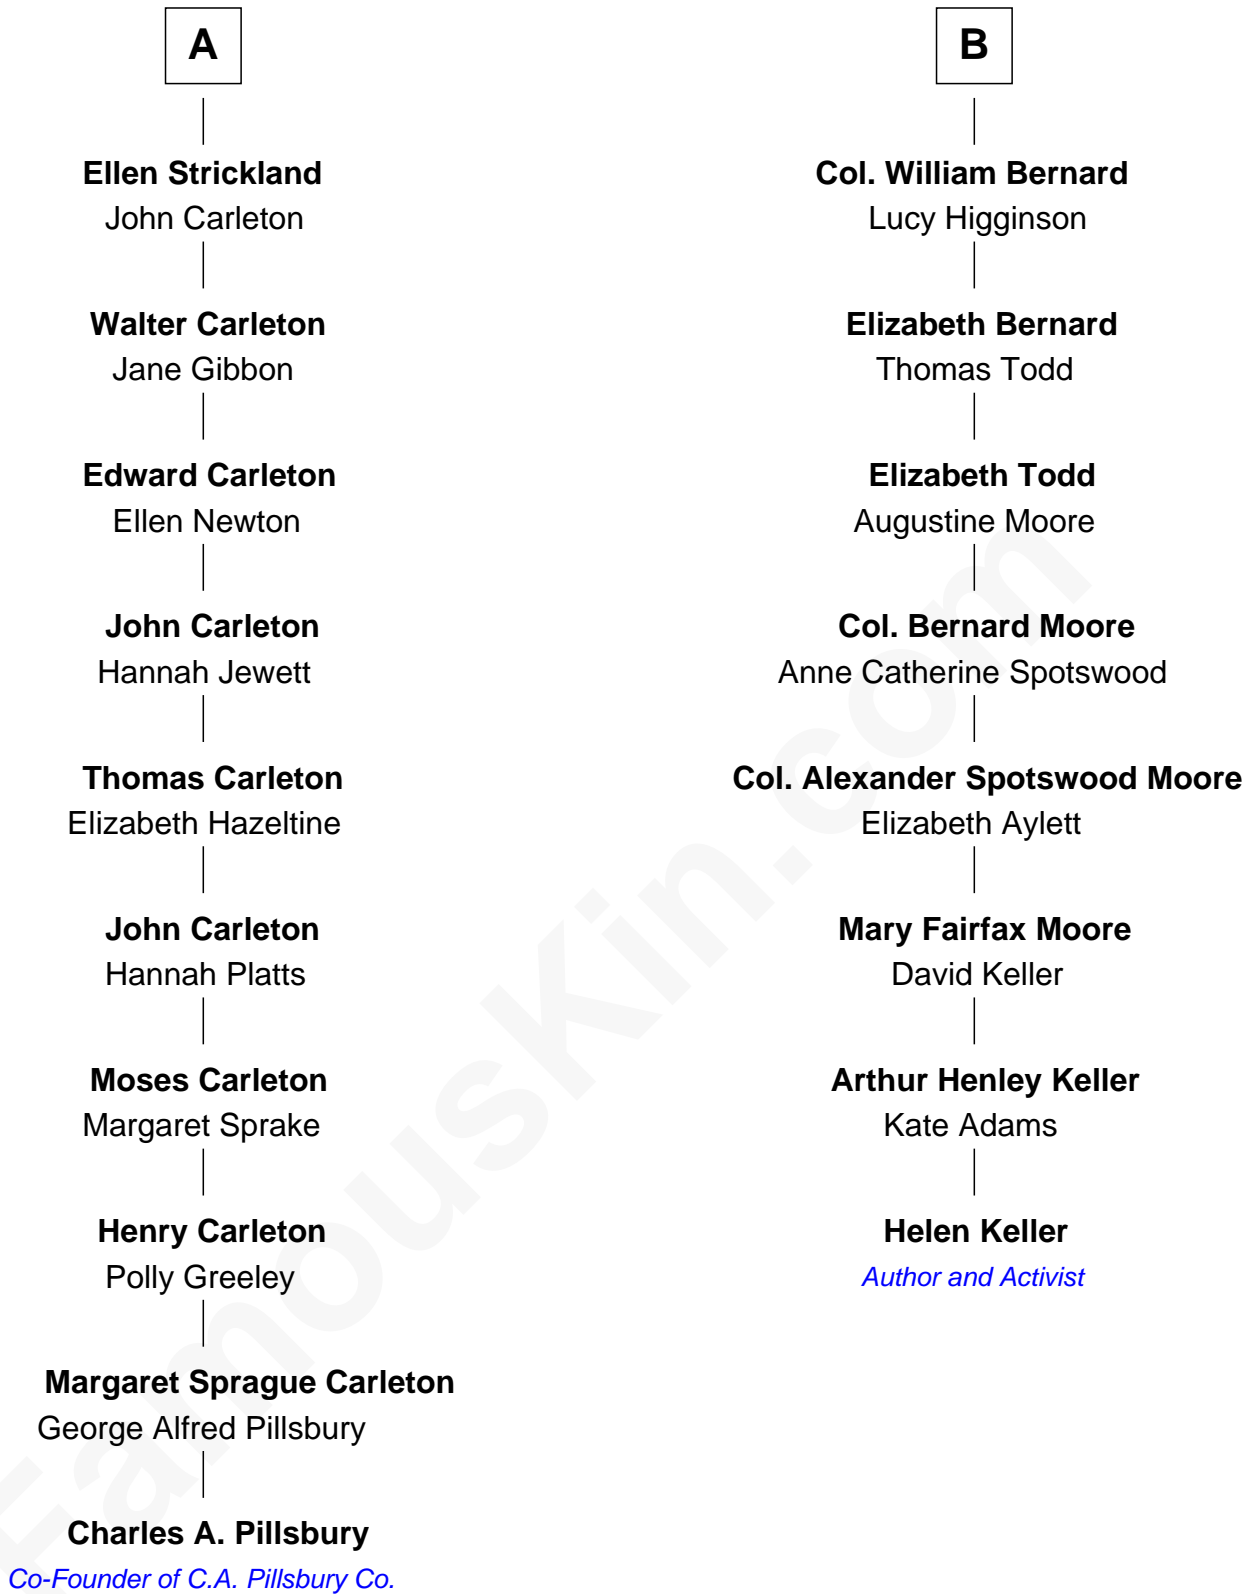 A
Ellen Strickland
John Carleton
Walter Carleton
Jane Gibbon
Edward Carleton
Ellen Newton
John Carleton
Hannah Jewett
Thomas Carleton
Elizabeth Hazeltine
John Carleton
Hannah Platts
Moses Carleton
Margaret Sprake
Henry Carleton
Polly Greeley
Margaret Sprague Carleton
George Alfred Pillsbury
Charles A. Pillsbury
Co-Founder of C.A. Pillsbury Co.
B
Col. William Bernard
Lucy Higginson
Elizabeth Bernard
Thomas Todd
Elizabeth Todd
Augustine Moore
Col. Bernard Moore
Anne Catherine Spotswood
Col. Alexander Spotswood Moore
Elizabeth Aylett
Mary Fairfax Moore
David Keller
Arthur Henley Keller
Kate Adams
Helen Keller
Author and Activist
FamousKin.com